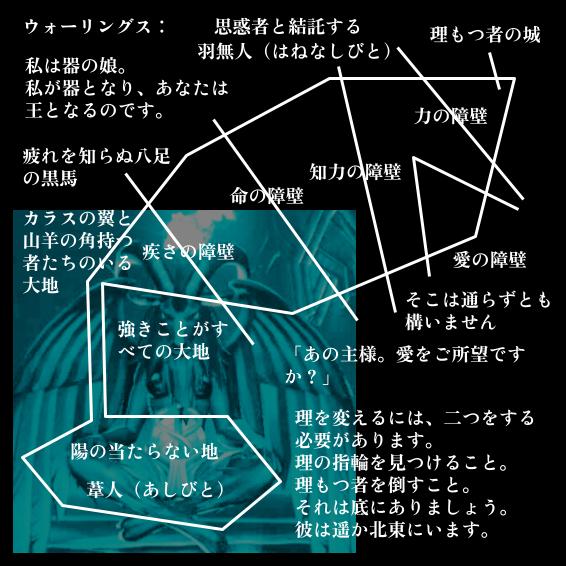 ウォーリングス：
私は器の娘。
私が器となり、あなたは
王となるのです。
思惑者と結託する
羽無人（はねなしびと）
理もつ者の城
力の障壁
疲れを知らぬ八足
の黒馬
知力の障壁
命の障壁
カラスの翼と
山羊の角持つ
者たちのいる
大地
疾さの障壁
愛の障壁
そこは通らずとも
構いません
強きことがす
べての大地
「あの主様。愛をご所望です
か？」
陽の当たらない地
葦人（あしびと）
理を変えるには、二つをする
必要があります。
理の指輪を見つけること。
理もつ者を倒すこと。
それは底にありましょう。
彼は遥か北東にいます。